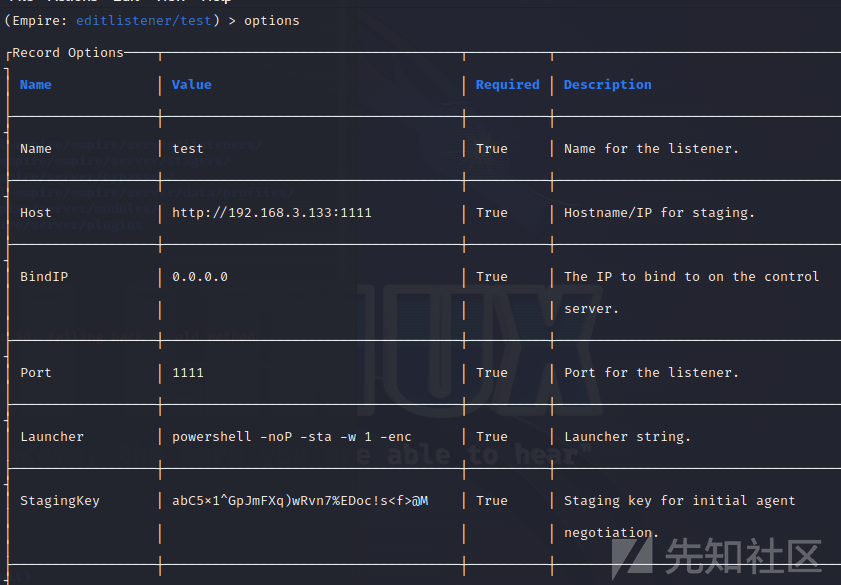 (Empire: editlistener/test) > options
Record Options
Name Value Required Description
Name test True Name for the listener.
Host http://192.168.3.133:1111 True Hostname/IP for staging.
BindIP 0.0.0.0 True The IP to bind to on the control
server.
Port 1111 True Port for the listener.
Launcher powershell -noP -sta -w 1 -enc True Launcher string.
e able to hear"
StagingKey abC5×1^GpJmFXq)wRvn7%EDoc!s<f>@M True Staging key for initial agent
negotiation.
先知社区